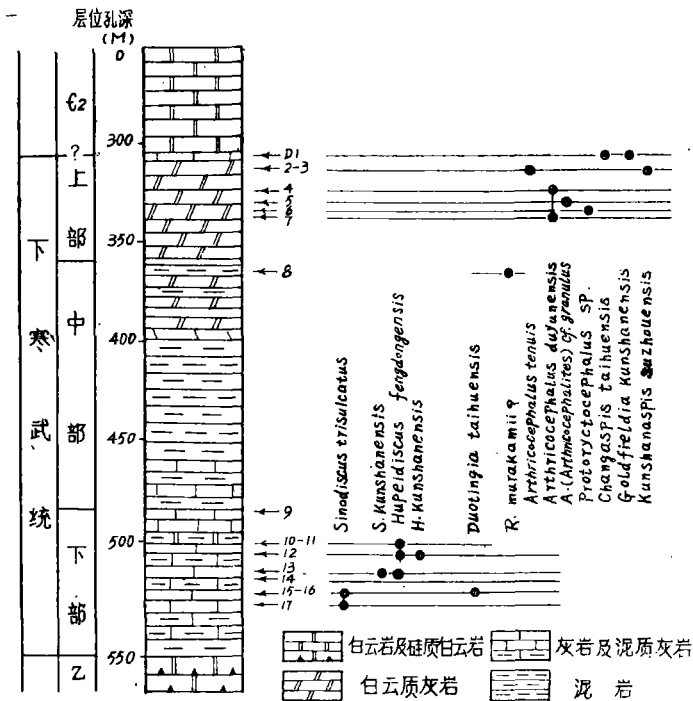 层位孔深
(M)
0
€2
300
?
上
部
350
下
寒
武
统
中
部
400
450
500
下
部
550
Z
D1
2-3
4
5
6
7
8
9
10-11
12
13
14
15-16
17
Sinodiscus trisulcatus
S. Kunshanensis
Hupeidiscus fengdongensis
H. Kunshanensis
Duotingia taihuensis
R. murakamii?
Arthricocephalus tenuis
Arthricocephalus duyunensis
A. (Arthricocephalites) Cf. granulus
Protoryctocephalus SP.
Changaspis taihuensis
Goldfieldia Kunshanensis
Kunshanaspis Suzhouensis
白云岩及硅质白云岩
灰岩及泥质灰岩
白云质灰岩
泥岩